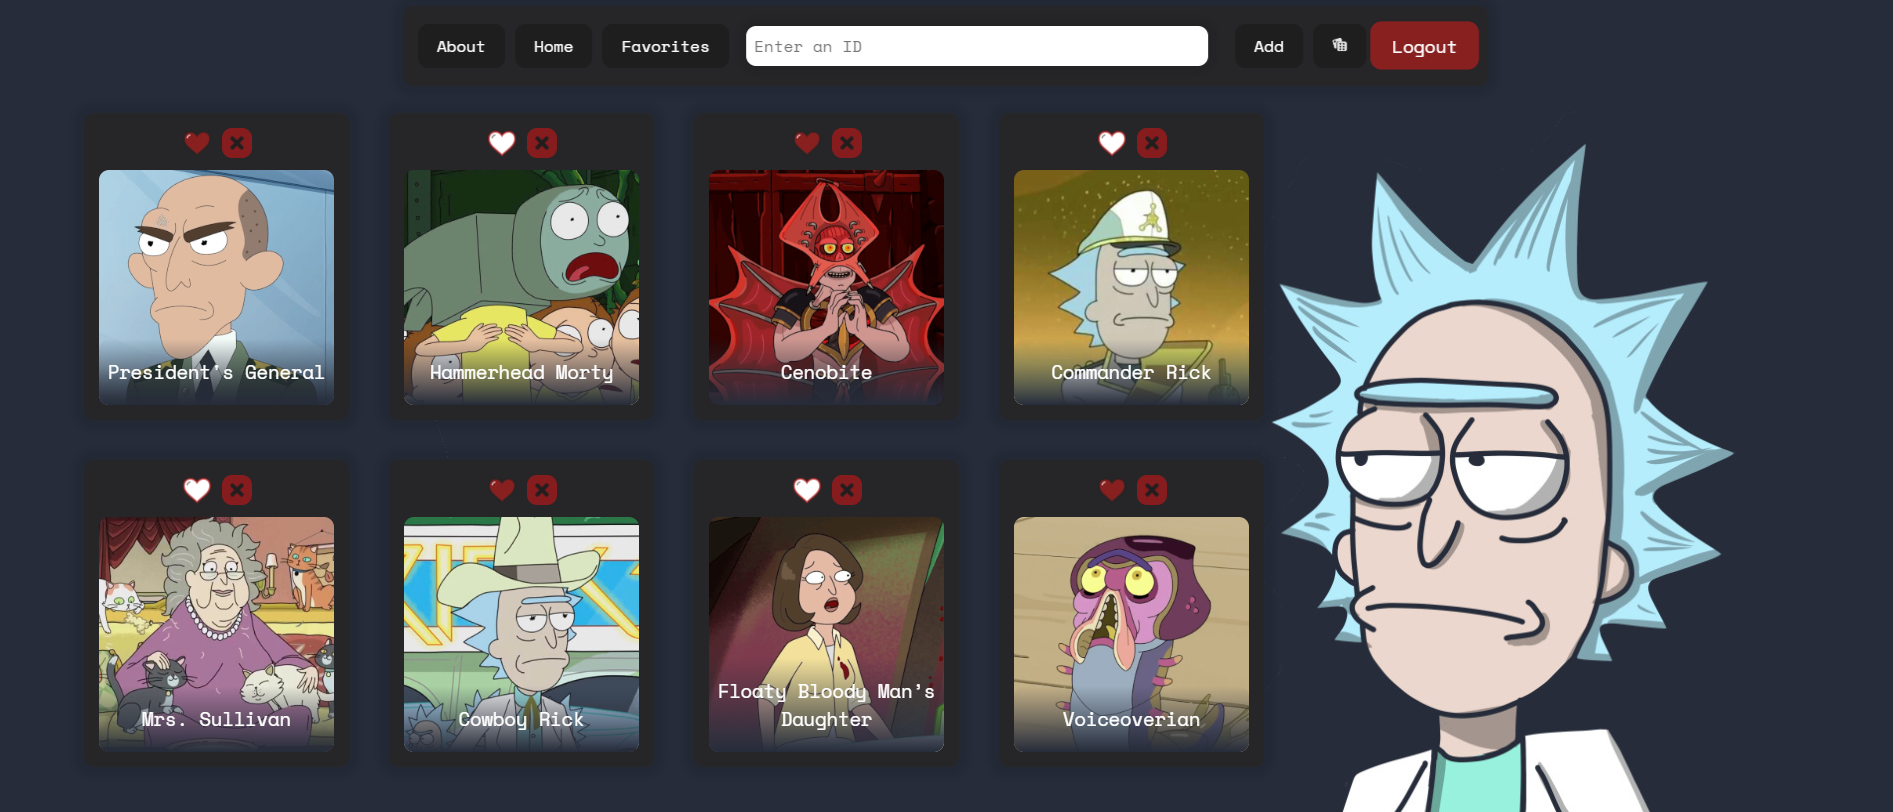 About
Home
Favorites
Enter an ID
Add
Logout
President's General
Hammerhead Morty
Cenobite
Commander Rick
Mrs. Sullivan
Cowboy Rick
Floaty Bloody Man's
Daughter
Voiceoverian